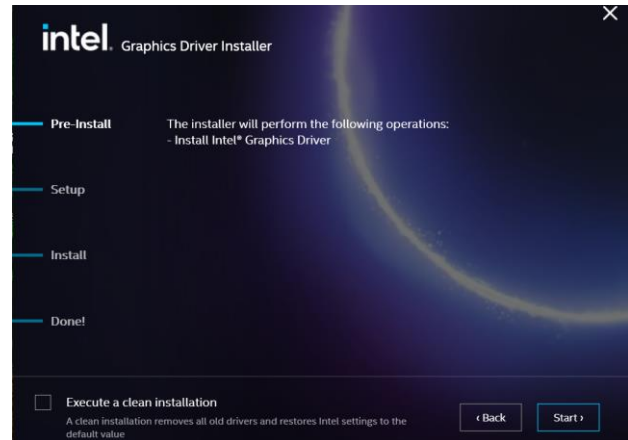 intel. Graphics Driver Installer
Pre-Install
The installer will perform the following operations:
- Install Intel® Graphics Driver
Setup
Install
Done!
Execute a clean installation
A clean installation removes all old drivers and restores Intel settings to the
default value
‹ Back
Start ›